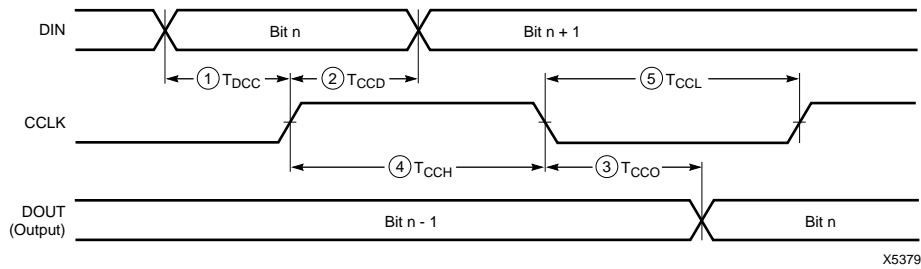 DIN
Bit n
Bit n + 1
1 TDCC
2 TCCD
5 TCCL
CCLK
4 TCCH
3 TCCO
DOUT
(Output)
Bit n - 1
Bit n
X5379